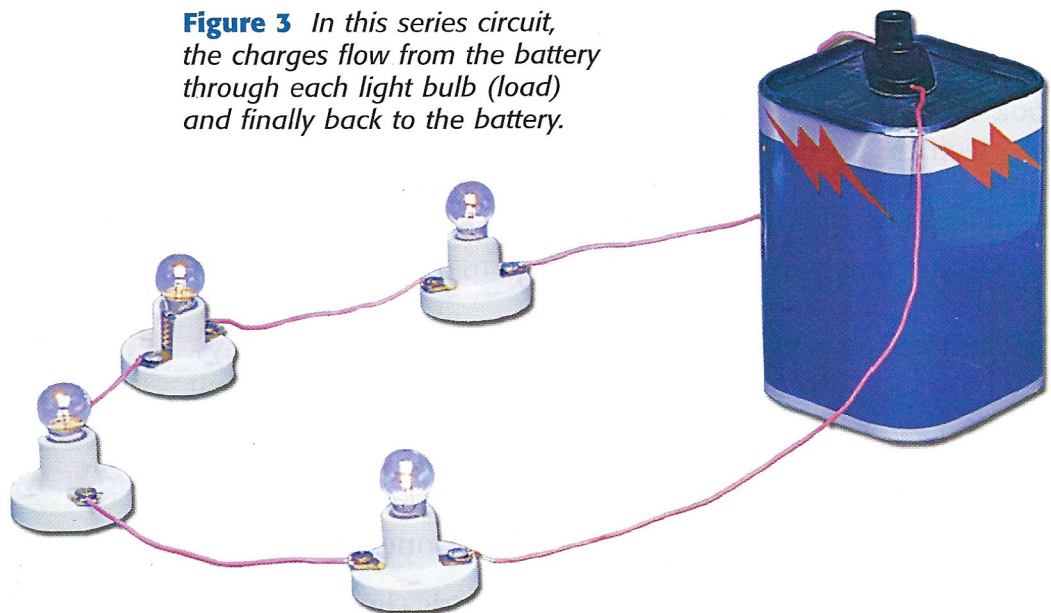 Figure 3 In this series circuit,
the charges flow from the battery
through each light bulb (load)
and finally back to the battery.